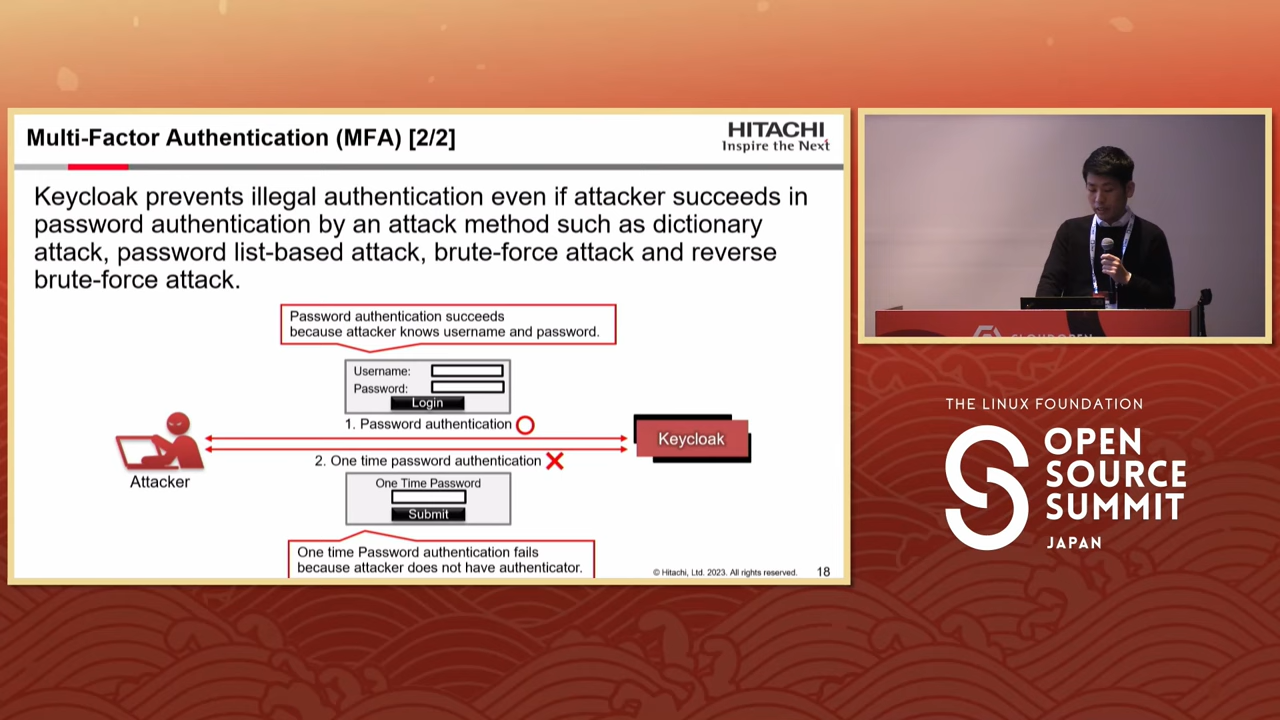 Multi-Factor Authentication (MFA) [2/2]
HITACHI
Inspire the Next
Keycloak prevents illegal authentication even if attacker succeeds in
password authentication by an attack method such as dictionary
attack, password list-based attack, brute-force attack and reverse
brute-force attack.
Password authentication succeeds
because attacker knows username and password.
Username:
Password:
Login
1. Password authentication
Keycloak
2. One time password authentication
Attacker
One Time Password
Submit
One time Password authentication fails
because attacker does not have authenticator.
© Hitachi, Ltd. 2023. All rights reserved.
18
CLOUDOPEN
THE LINUX FOUNDATION
OPEN
SOURCE
SUMMIT
JAPAN